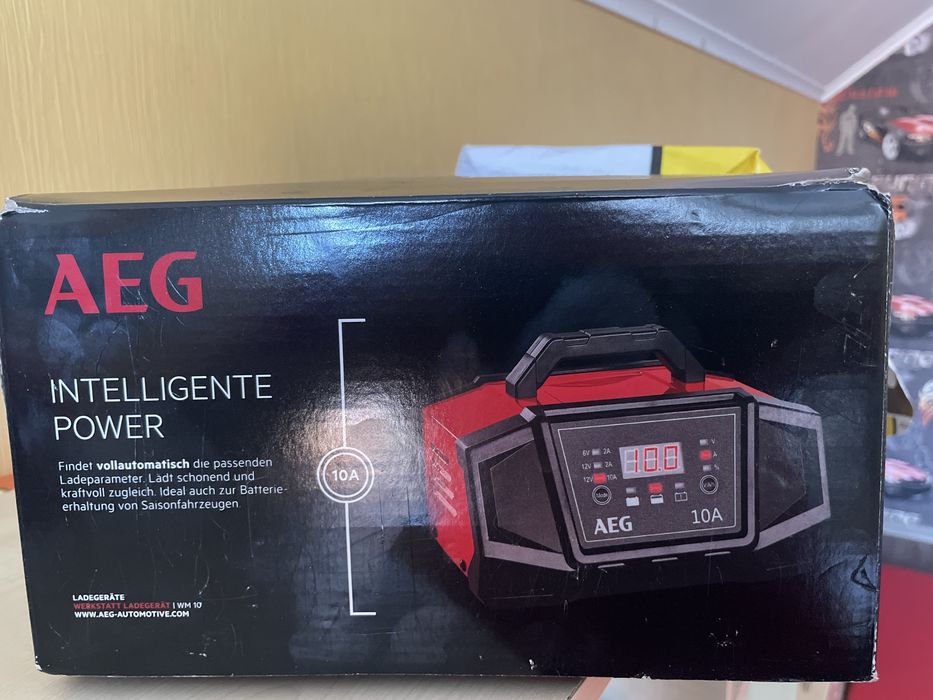 AEG
INTELLIGENTE
POWER
Findet vollautomatisch die passenden
Ladeparameter. Lädt schonend und
kraftvoll zugleich. Ideal auch zur Batterie-
erhaltung von Saisonfahrzeugen.
10A
LADEGERÄTE
WERKSTATT LADEGERÄT | WM 10
WWW.AEG-AUTOMOTIVE.COM
6V 2A
12V 2A
12V 10A
10.0
V
A
%
Mode
AEG
10A